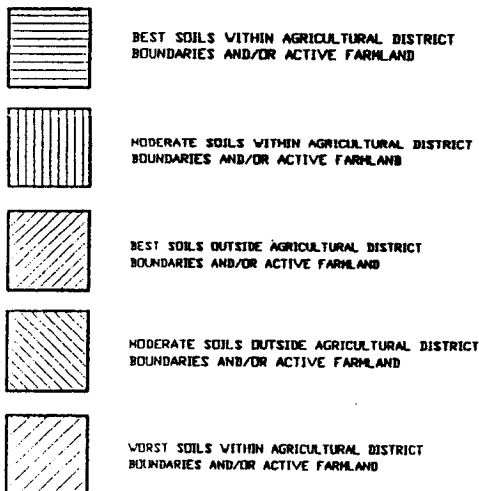 BEST SOILS WITHIN AGRICULTURAL DISTRICT
BOUNDARIES AND/OR ACTIVE FARMLAND
MODERATE SOILS WITHIN AGRICULTURAL DISTRICT
BOUNDARIES AND/OR ACTIVE FARMLAND
BEST SOILS OUTSIDE AGRICULTURAL DISTRICT
BOUNDARIES AND/OR ACTIVE FARMLAND
MODERATE SOILS OUTSIDE AGRICULTURAL DISTRICT
BOUNDARIES AND/OR ACTIVE FARMLAND
WORST SOILS WITHIN AGRICULTURAL DISTRICT
BOUNDARIES AND/OR ACTIVE FARMLAND